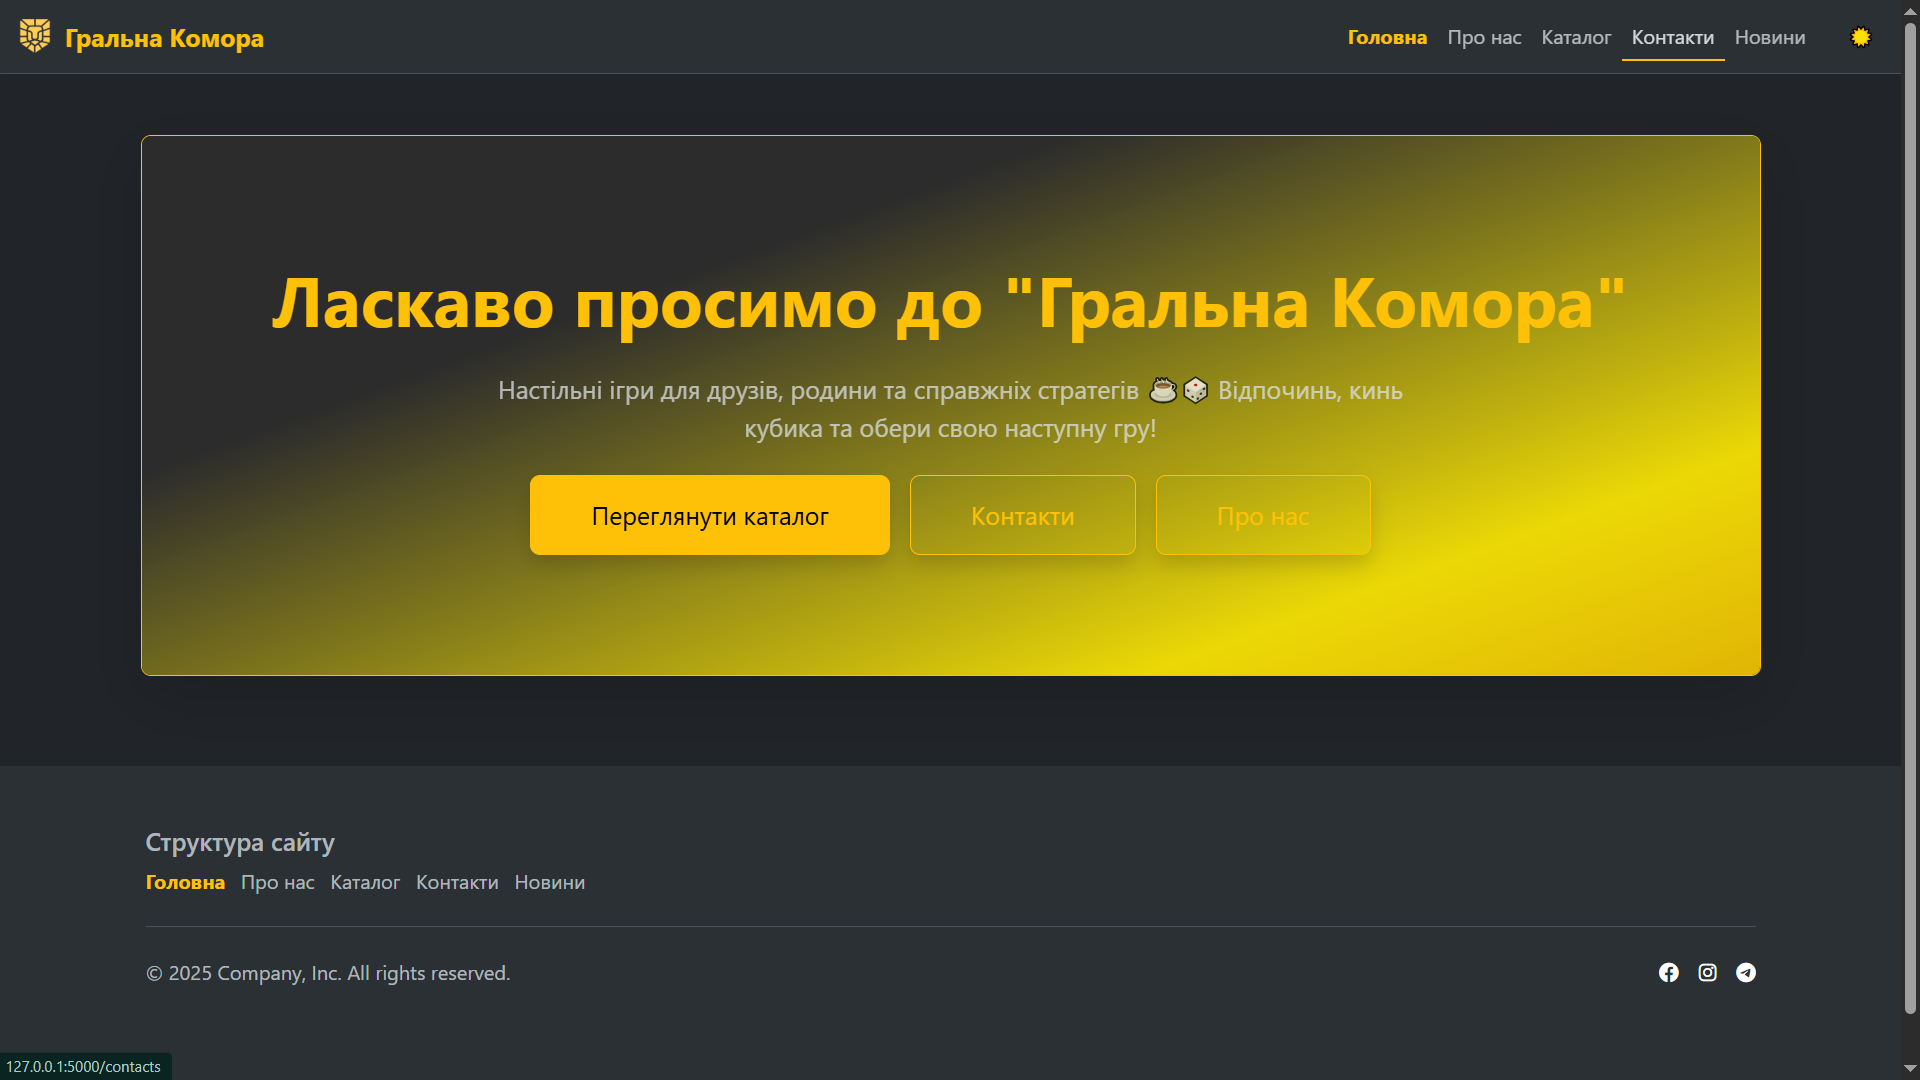 Гральна Комора
Головна Про нас Каталог Контакти Новини
Ласкаво просимо до "Гральна Комора"
Настільні ігри для друзів, родини та справжніх стратегів ☕🎲 Відпочинь, кинь
кубика та обери свою наступну гру!
Переглянути каталог
Контакти
Про нас
Структура сайту
Головна Про нас Каталог Контакти Новини
© 2025 Company, Inc. All rights reserved.
127.0.0.1:5000/contacts